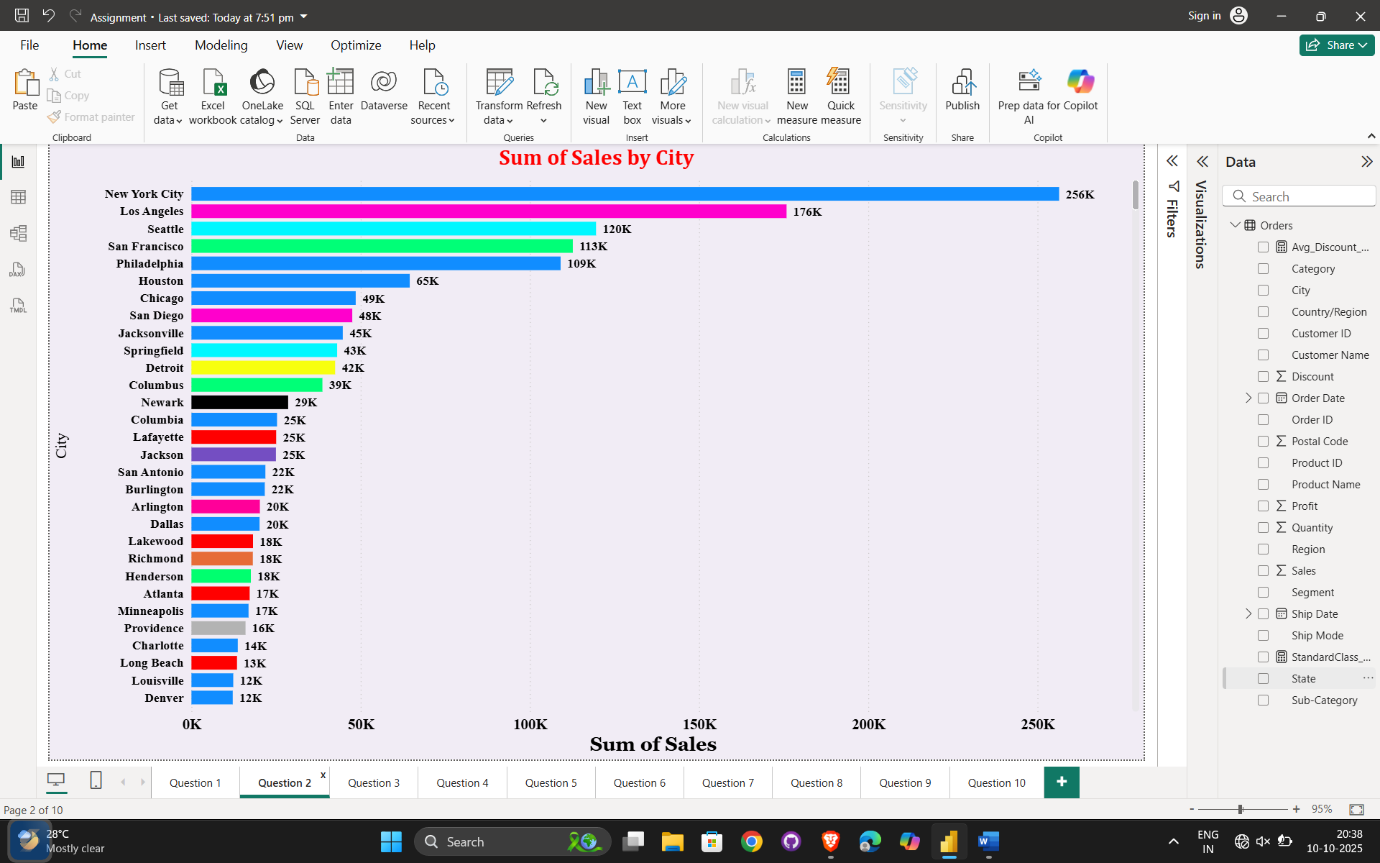 Assignment • Last saved: Today at 7:51 pm
Sign in
File Home Insert Modeling View Optimize Help
Share
Paste
Cut
Copy
Format painter
Clipboard
Get data
Excel workbook
OneLake catalog
SQL Server
Enter data
Dataverse
Recent sources
Data
Transform data
Refresh
Queries
New visual
Text box
More visuals
Insert
New visual calculation
New measure
Quick measure
Calculations
Sensitivity
Sensitivity
Publish
Share
Prep data for AI
Copilot
Copilot
DAX
TMDL
Sum of Sales by City
City
New York City 256K
Los Angeles 176K
Seattle 120K
San Francisco 113K
Philadelphia 109K
Houston 65K
Chicago 49K
San Diego 48K
Jacksonville 45K
Springfield 43K
Detroit 42K
Columbus 39K
Newark 29K
Columbia 25K
Lafayette 25K
Jackson 25K
San Antonio 22K
Burlington 22K
Arlington 20K
Dallas 20K
Lakewood 18K
Richmond 18K
Henderson 18K
Atlanta 17K
Minneapolis 17K
Providence 16K
Charlotte 14K
Long Beach 13K
Louisville 12K
Denver 12K
0K 50K 100K 150K 200K 250K
Sum of Sales
Filters
Visualizations
Data
Search
Orders
Avg_Discount_...
Category
City
Country/Region
Customer ID
Customer Name
Discount
Order Date
Order ID
Postal Code
Product ID
Product Name
Profit
Quantity
Region
Sales
Segment
Ship Date
Ship Mode
StandardClass_...
State
Sub-Category
Question 1 Question 2 x Question 3 Question 4 Question 5 Question 6 Question 7 Question 8 Question 9 Question 10 +
Page 2 of 10
- + 95%
28°C
Mostly clear
Search
ENG
IN
20:38
10-10-2025